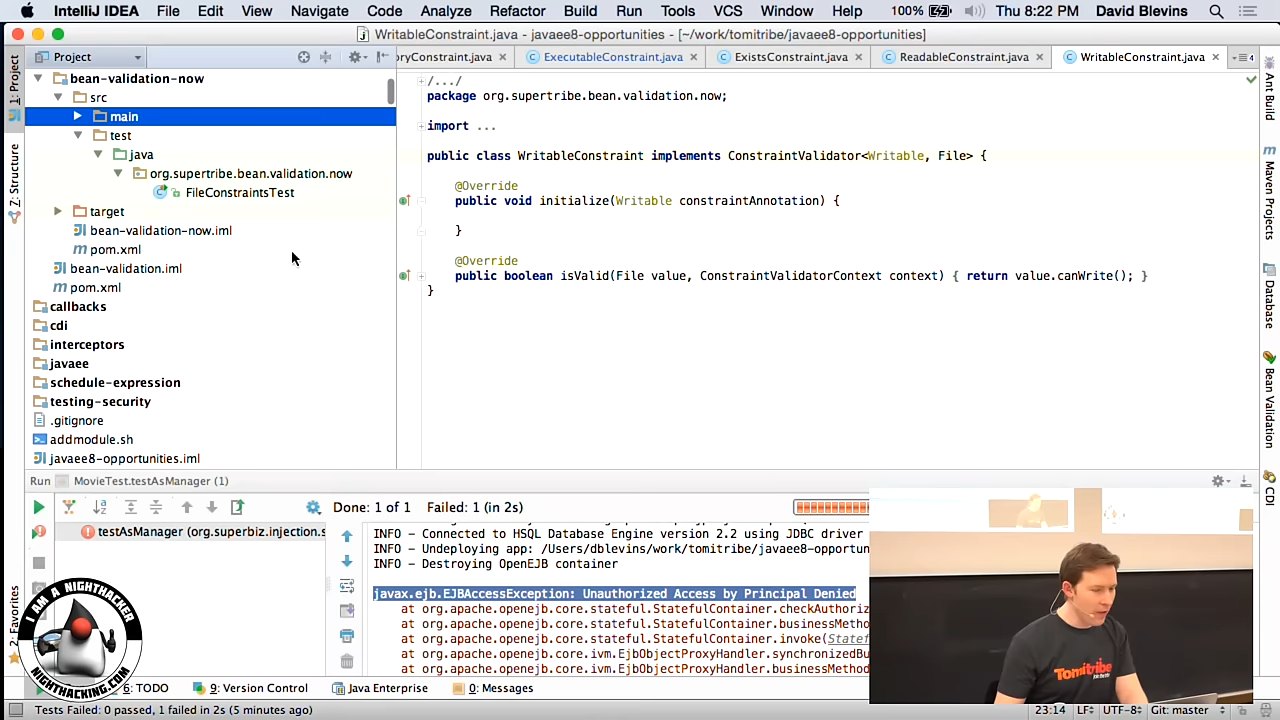 IntelliJ IDEA File Edit View Navigate Code Analyze Refactor Build Run Tools VCS Window Help 100% Thu 8:22 PM David Blevins
WritableConstraint.java - javaee8-opportunities - [~/work/tomitribe/javaee8-opportunities]
Project
oryConstraint.java ExecutableConstraint.java ExistsConstraint.java ReadableConstraint.java WritableConstraint.java 4
1: Project
Z: Structure
2: Favorites
bean-validation-now
src
main
test
java
org.supertribe.bean.validation.now
FileConstraintsTest
target
bean-validation-now.iml
pom.xml
bean-validation.iml
pom.xml
callbacks
cdi
interceptors
javaee
schedule-expression
testing-security
.gitignore
addmodule.sh
javaee8-opportunities.iml
/.../
package org.supertribe.bean.validation.now;
import ...
public class WritableConstraint implements ConstraintValidator<Writable, File> {
@Override
public void initialize(Writable constraintAnnotation) {
}
@Override
public boolean isValid(File value, ConstraintValidatorContext context) { return value.canWrite(); }
}
Ant Build
Maven Projects
Database
Bean Validation
CDI
Run MovieTest.testAsManager (1)
Done: 1 of 1 Failed: 1 (in 2s)
testAsManager (org.superbiz.injection.s
INFO - Connected to HSQL Database Engine version 2.2 using JDBC driver
INFO - Undeploying app: /Users/dblevins/work/tomitribe/javaee8-opportun
INFO - Destroying OpenEJB container
javax.ejb.EJBAccessException: Unauthorized Access by Principal Denied
at org.apache.openejb.core.stateful.StatefulContainer.checkAuthoriz
at org.apache.openejb.core.stateful.StatefulContainer.businessMetho
at org.apache.openejb.core.stateful.StatefulContainer.invoke(Statef
at org.apache.openejb.core.ivm.EjbObjectProxyHandler.synchronizedBu
at org.apache.openejb.core.ivm.EjbObjectProxyHandler.businessMethod
I AM A NIGHTHACKER
NIGHTHACKING.COM
Tomitribe
6: TODO 9: Version Control Java Enterprise 0: Messages
Tests Failed: 0 passed, 1 failed in 2s (5 minutes ago) 23:14 LF UTF-8 Git: master